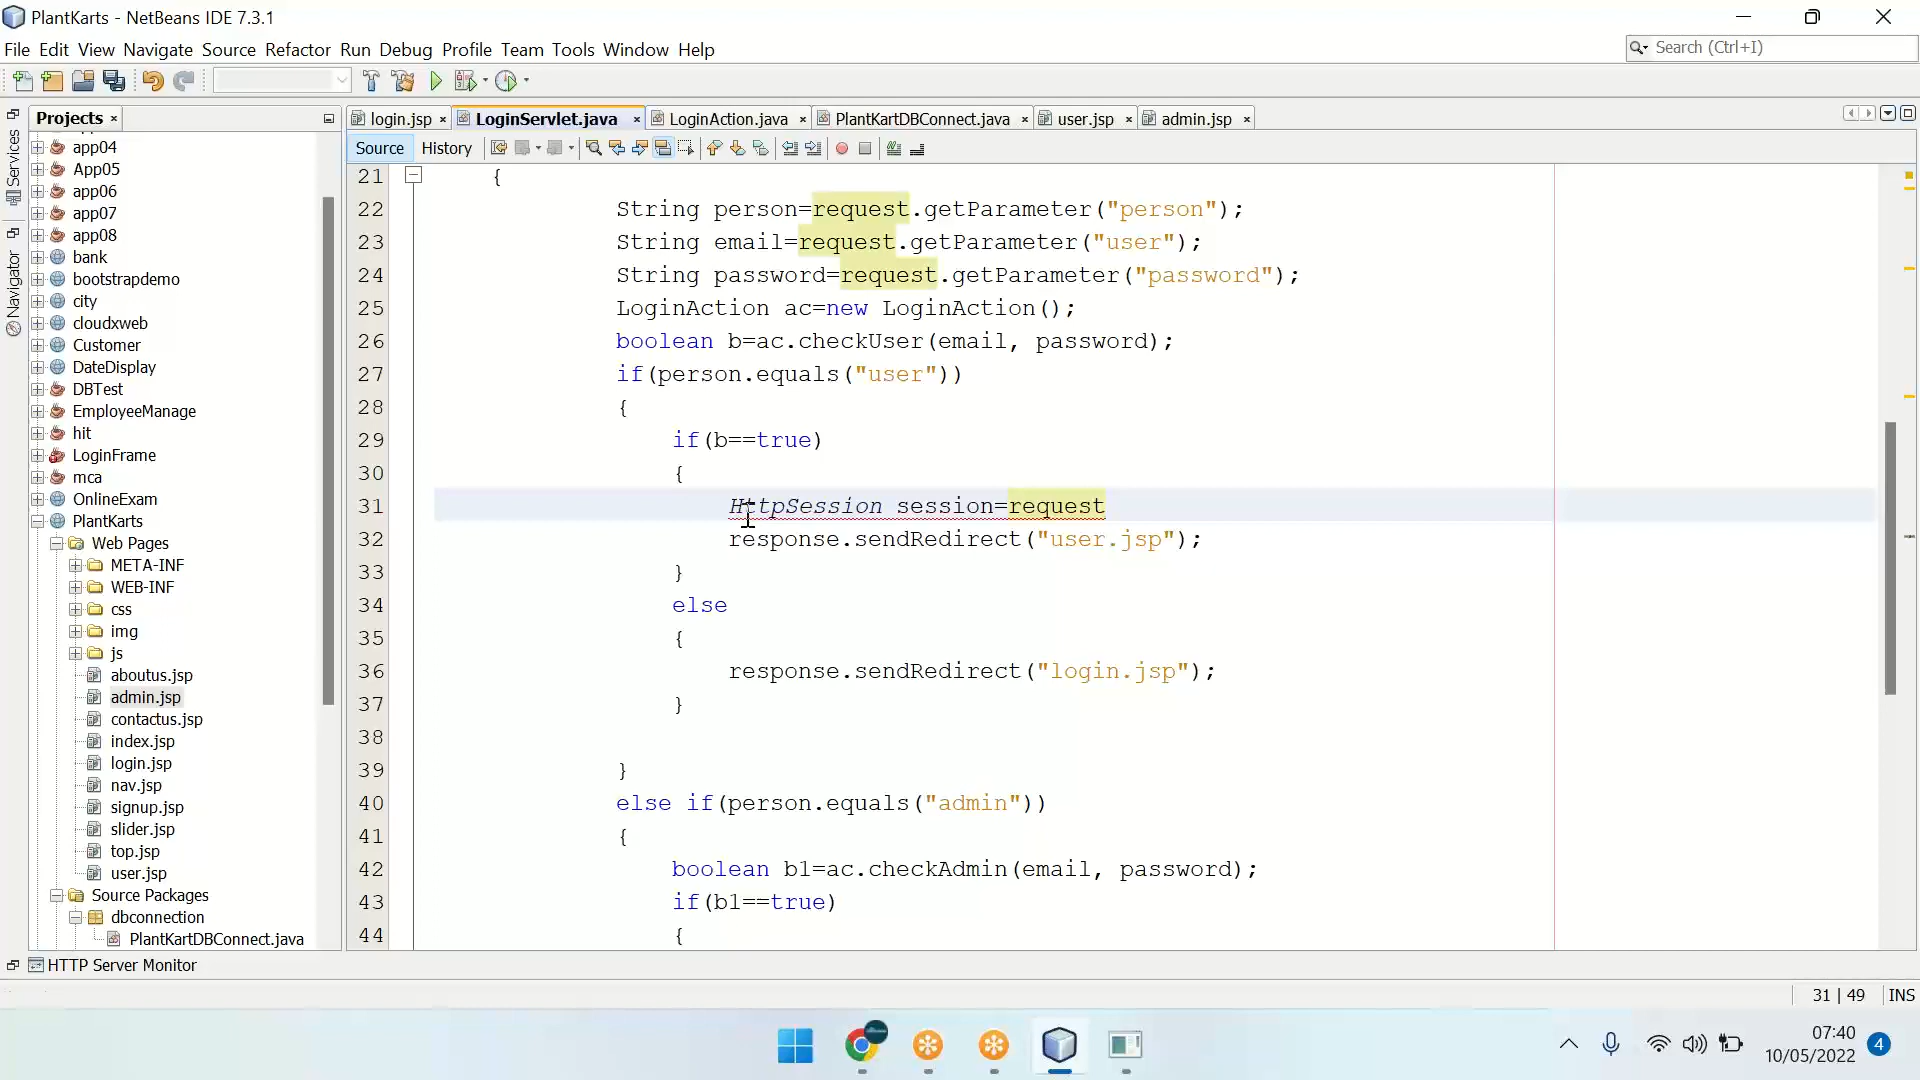 PlantKarts - NetBeans IDE 7.3.1
File Edit View Navigate Source Refactor Run Debug Profile Team Tools Window Help
Search (Ctrl+I)
Services
Navigator
Projects
app04
App05
app06
app07
app08
bank
bootstrapdemo
city
cloudxweb
Customer
DateDisplay
DBTest
EmployeeManage
hit
LoginFrame
mca
OnlineExam
PlantKarts
Web Pages
META-INF
WEB-INF
css
img
js
aboutus.jsp
admin.jsp
contactus.jsp
index.jsp
login.jsp
nav.jsp
signup.jsp
slider.jsp
top.jsp
user.jsp
Source Packages
dbconnection
PlantKartDBConnect.java
login.jsp LoginServlet.java LoginAction.java PlantKartDBConnect.java user.jsp admin.jsp
Source History
21 {
22 String person=request.getParameter("person");
23 String email=request.getParameter("user");
24 String password=request.getParameter("password");
25 LoginAction ac=new LoginAction();
26 boolean b=ac.checkUser(email, password);
27 if(person.equals("user"))
28 {
29 if(b==true)
30 {
31 HttpSession session=request
32 response.sendRedirect("user.jsp");
33 }
34 else
35 {
36 response.sendRedirect("login.jsp");
37 }
38
39 }
40 else if(person.equals("admin"))
41 {
42 boolean b1=ac.checkAdmin(email, password);
43 if(b1==true)
44 {
HTTP Server Monitor
31 | 49 INS
07:40
10/05/2022
4